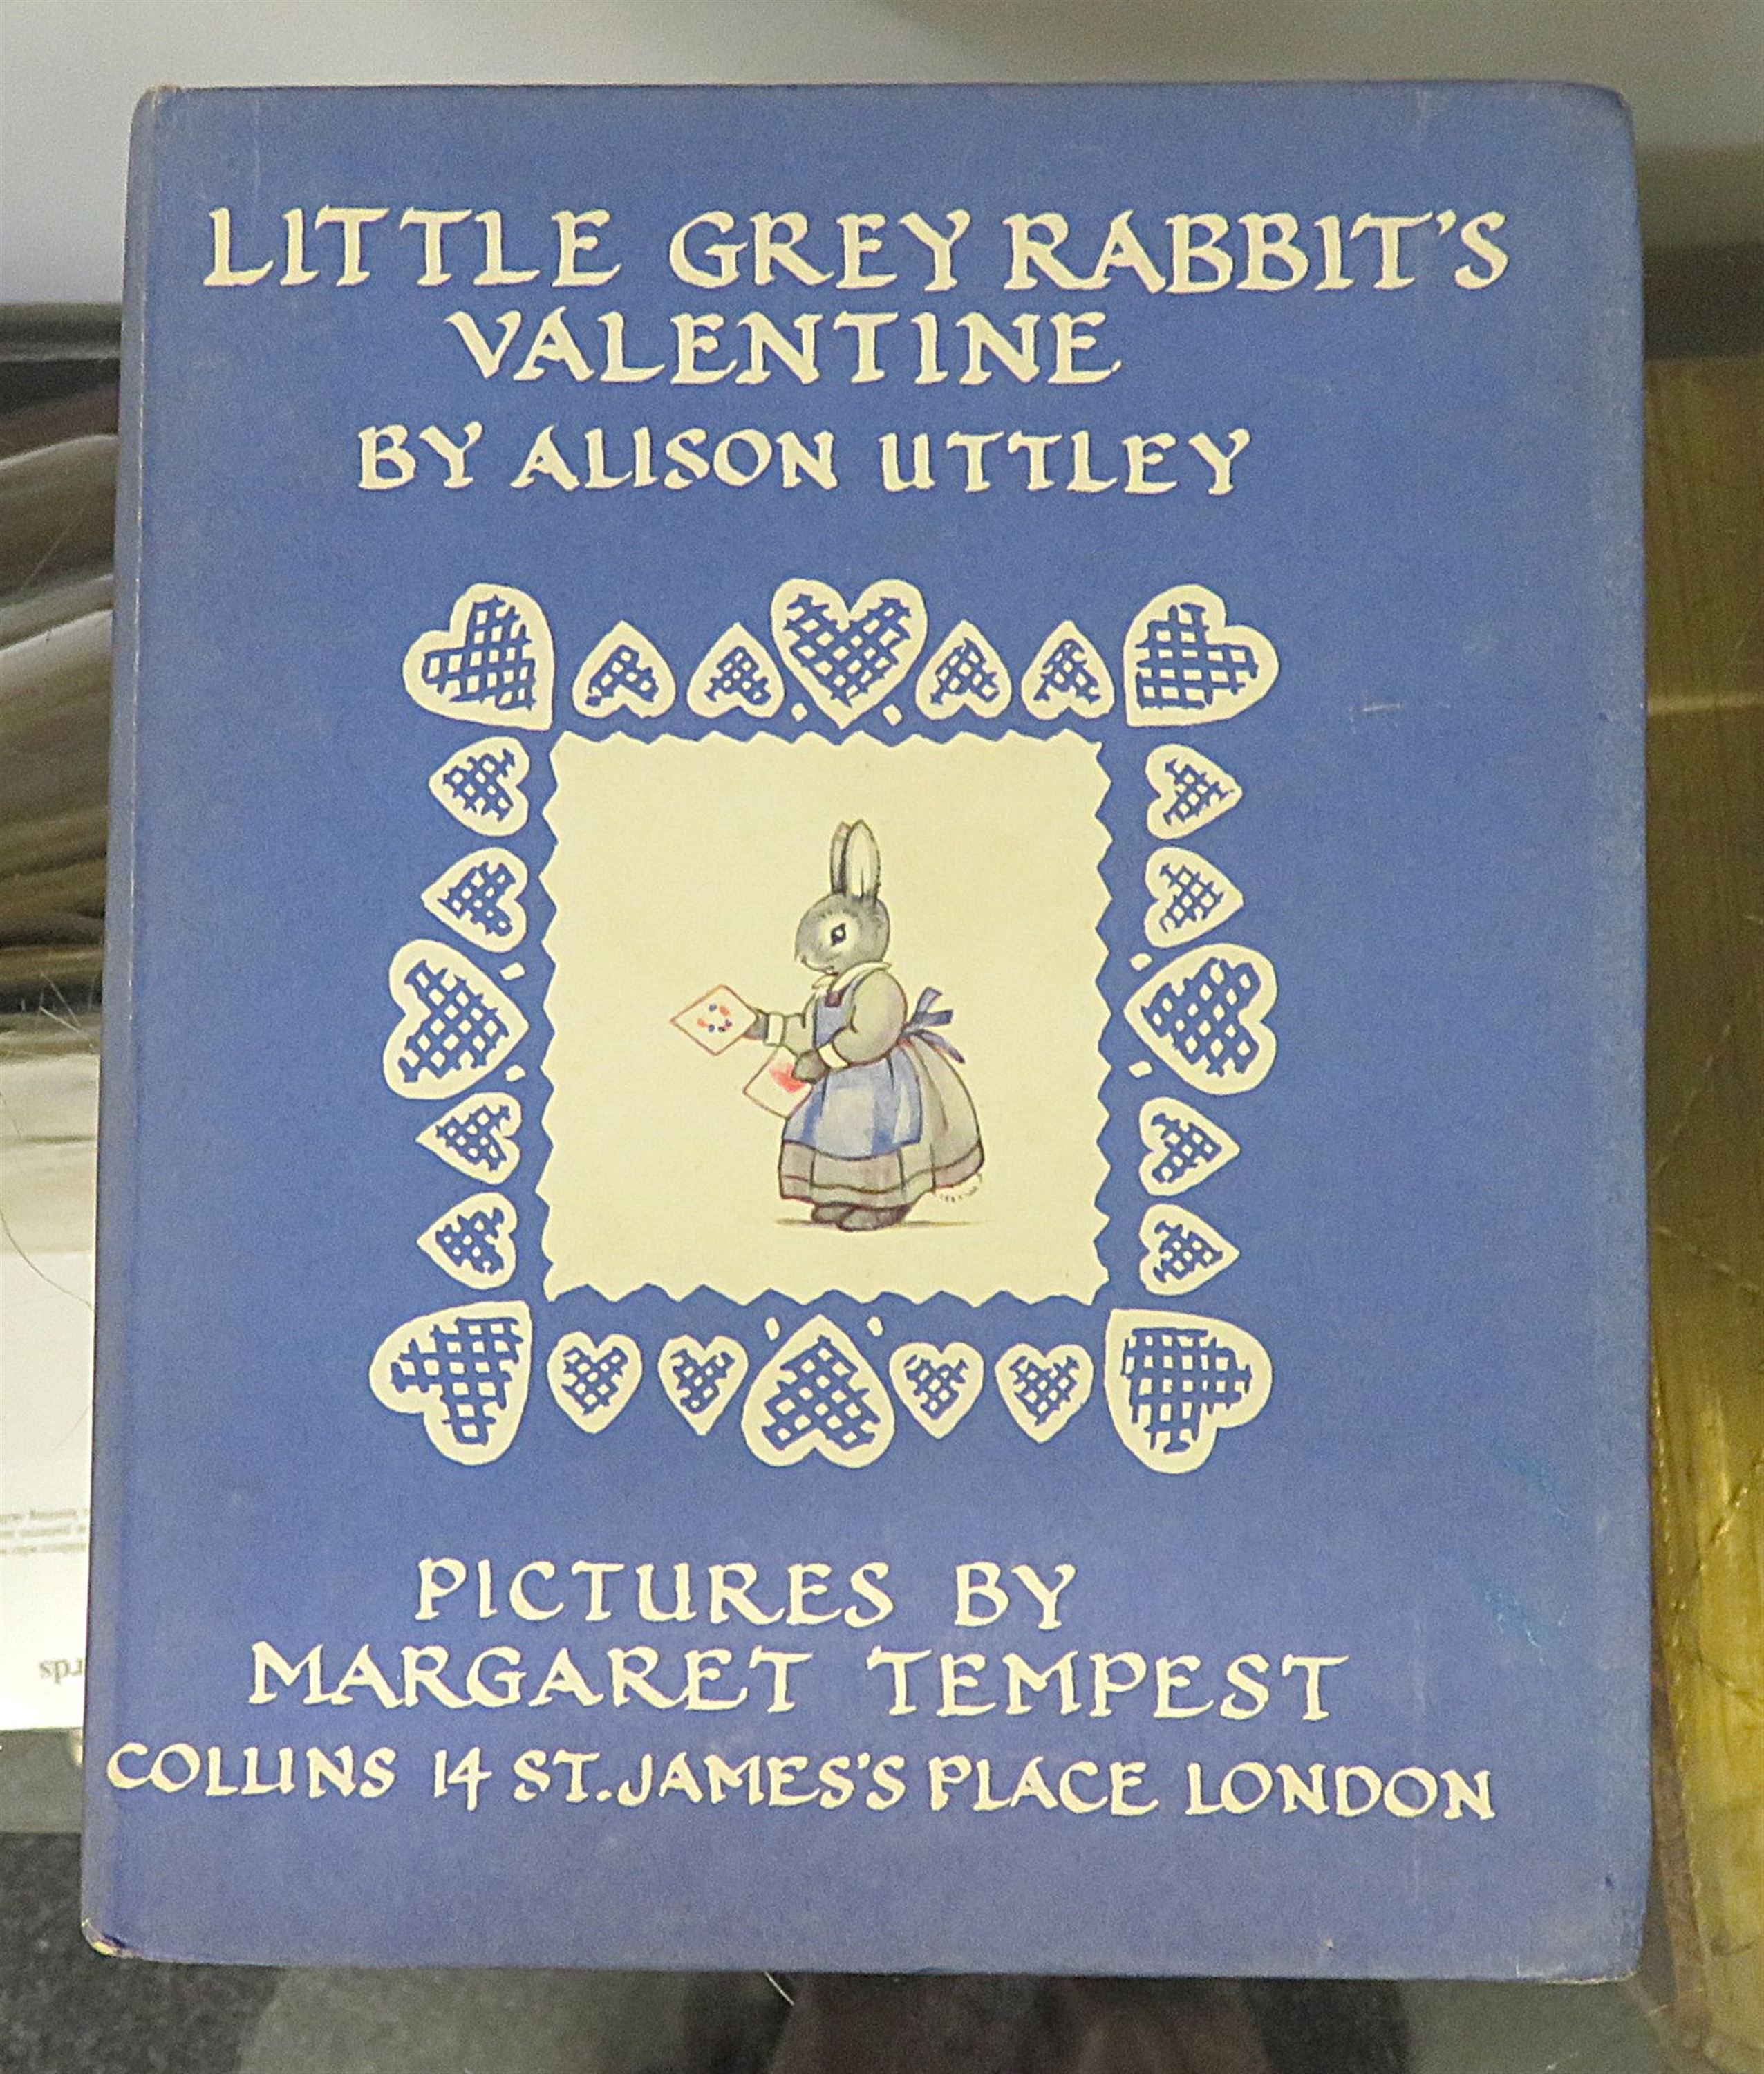 LITTLE GREY RABBIT'S
VALENTINE
BY ALISON UTTLEY
PICTURES BY
MARGARET TEMPEST
COLLINS 14 ST. JAMES'S PLACE LONDON